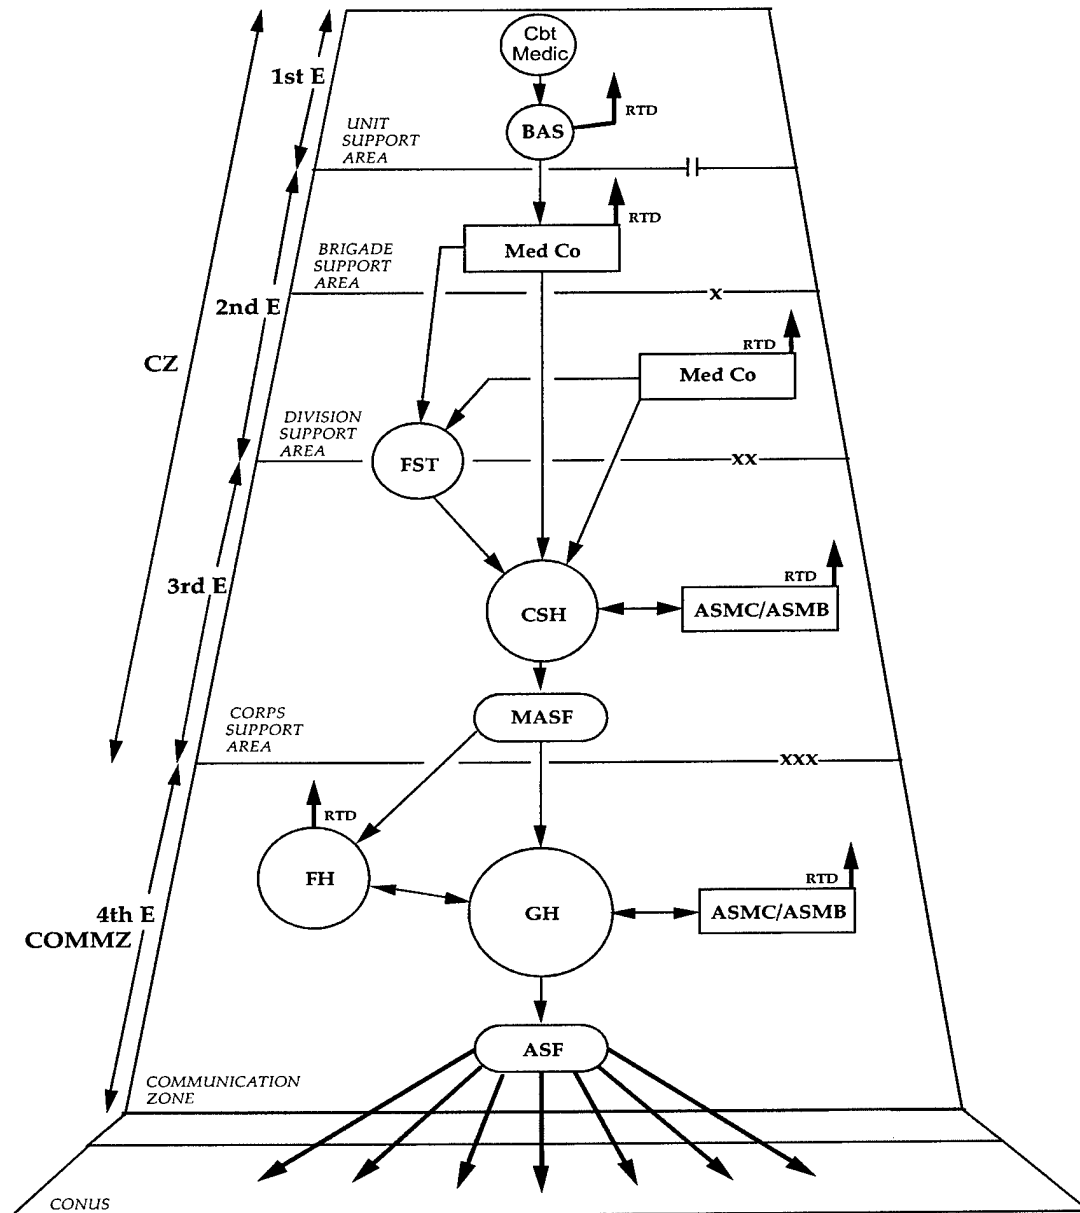 Cbt
Medic
1st E
RTD
BAS
UNIT
SUPPORT
AREA
RTD
Med Co
BRIGADE
SUPPORT
AREA
X
2nd E
RTD
CZ
Med Co
DIVISION
SUPPORT
AREA
FST
XX
RTD
3rd E
CSH
ASMC/ASMB
CORPS
SUPPORT
AREA
MASF
XXX
RTD
FH
RTD
4th E
COMMZ
GH
ASMC/ASMB
ASF
COMMUNICATION
ZONE
CONUS